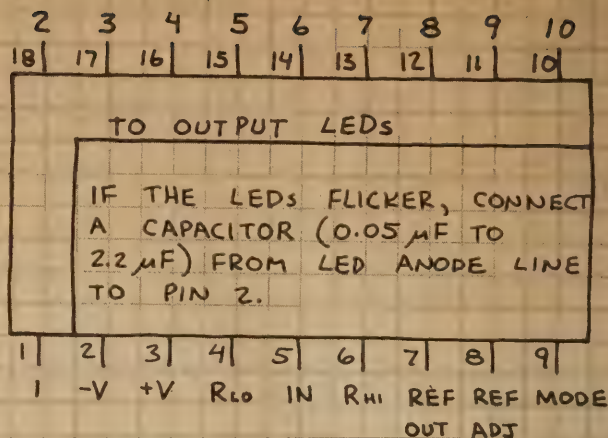 2 3 4 5 6 7 8 9 10
18 17 16 15 14 13 12 11 10
TO OUTPUT LEDs
IF THE LEDs FLICKER, CONNECT
A CAPACITOR (0.05 µF TO
2.2 µF) FROM LED ANODE LINE
TO PIN 2.
1 2 3 4 5 6 7 8 9
1 -V +V RLO IN RHI REF REF MODE
OUT ADJ